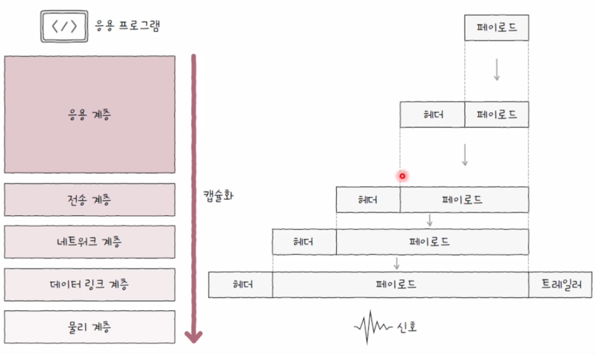 </> 응용 프로그램
페이로드
응용 계층
헤더 페이로드
전송 계층
캡슐화
헤더 페이로드
네트워크 계층
헤더 페이로드
데이터 링크 계층
헤더 페이로드 트레일러
물리 계층
신호